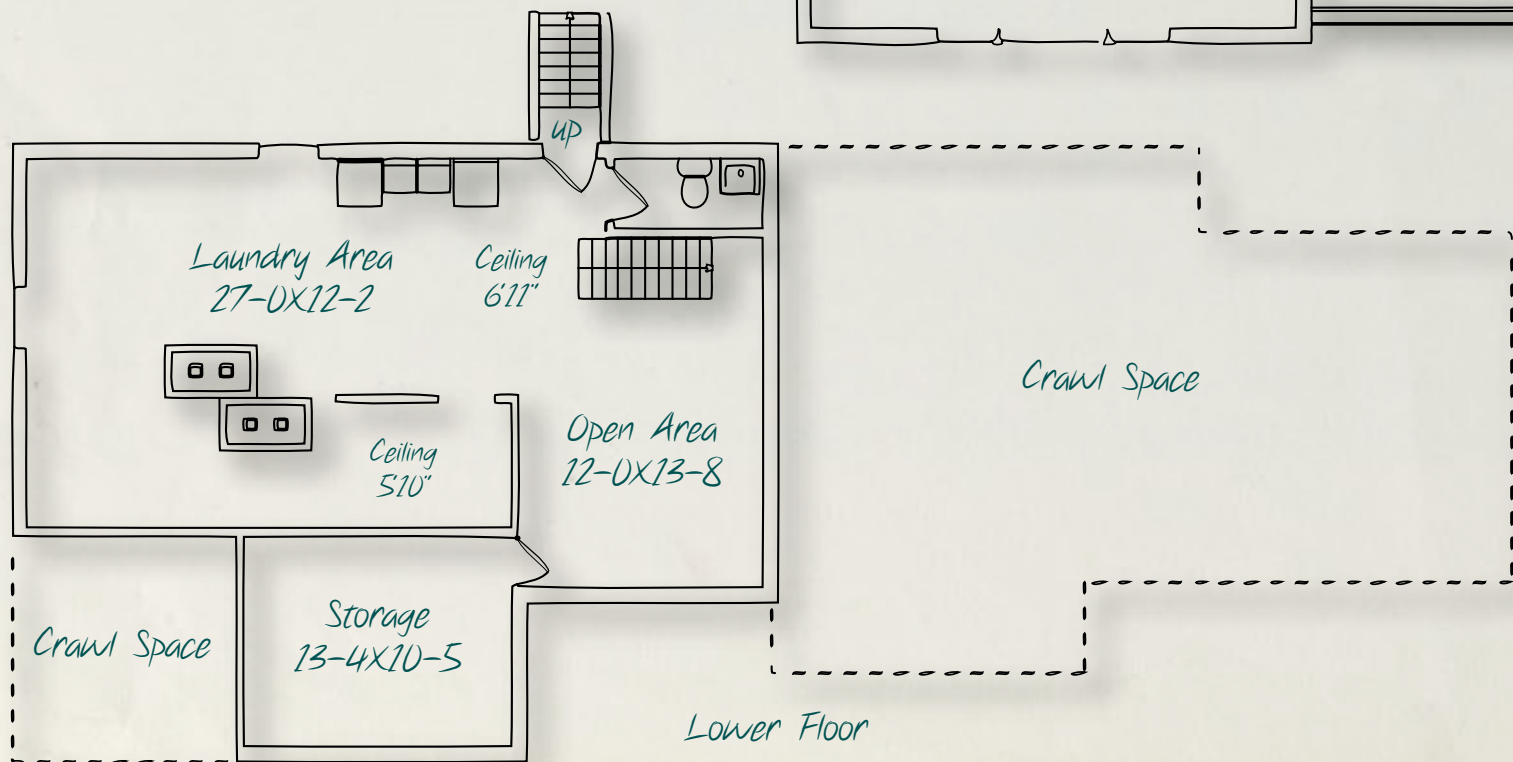 up
Laundry Area
27-0X12-2
Ceiling
6'11"
Crawl Space
Open Area
12-0X13-8
Ceiling
5'10"
Storage
13-4X10-5
Crawl Space
Lower Floor